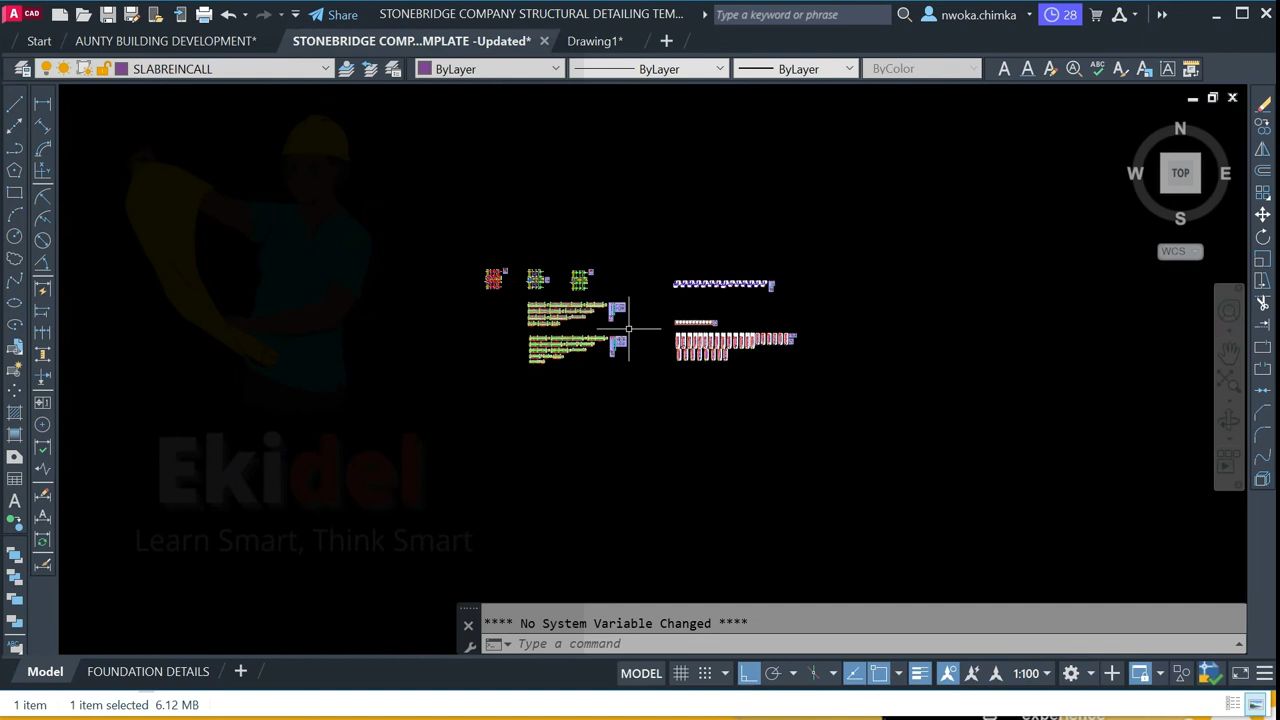 CAD
Share
STONEBRIDGE COMPANY STRUCTURAL DETAILING TEM...
Type a keyword or phrase
nwoka.chimka
28
Start
AUNTY BUILDING DEVELOPMENT*
STONEBRIDGE COMP...MPLATE -Updated*
Drawing1*
SLABREINCALL
ByLayer
ByLayer
ByLayer
ByColor
N
W
TOP
E
S
WCS
Ekidel
Learn Smart, Think Smart
**** No System Variable Changed ****
Type a command
Model
FOUNDATION DETAILS
MODEL
1:100
1 item
1 item selected 6.12 MB